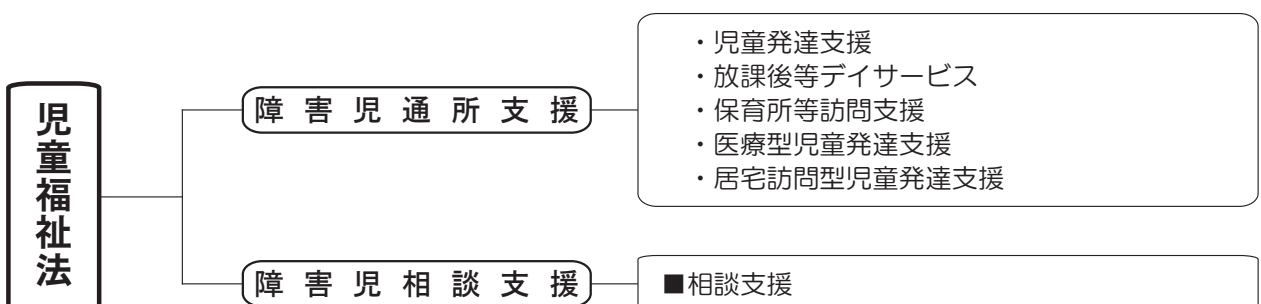 児童福祉法
障害児通所支援
・児童発達支援
・放課後等デイサービス
・保育所等訪問支援
・医療型児童発達支援
・居宅訪問型児童発達支援
障害児相談支援
■相談支援